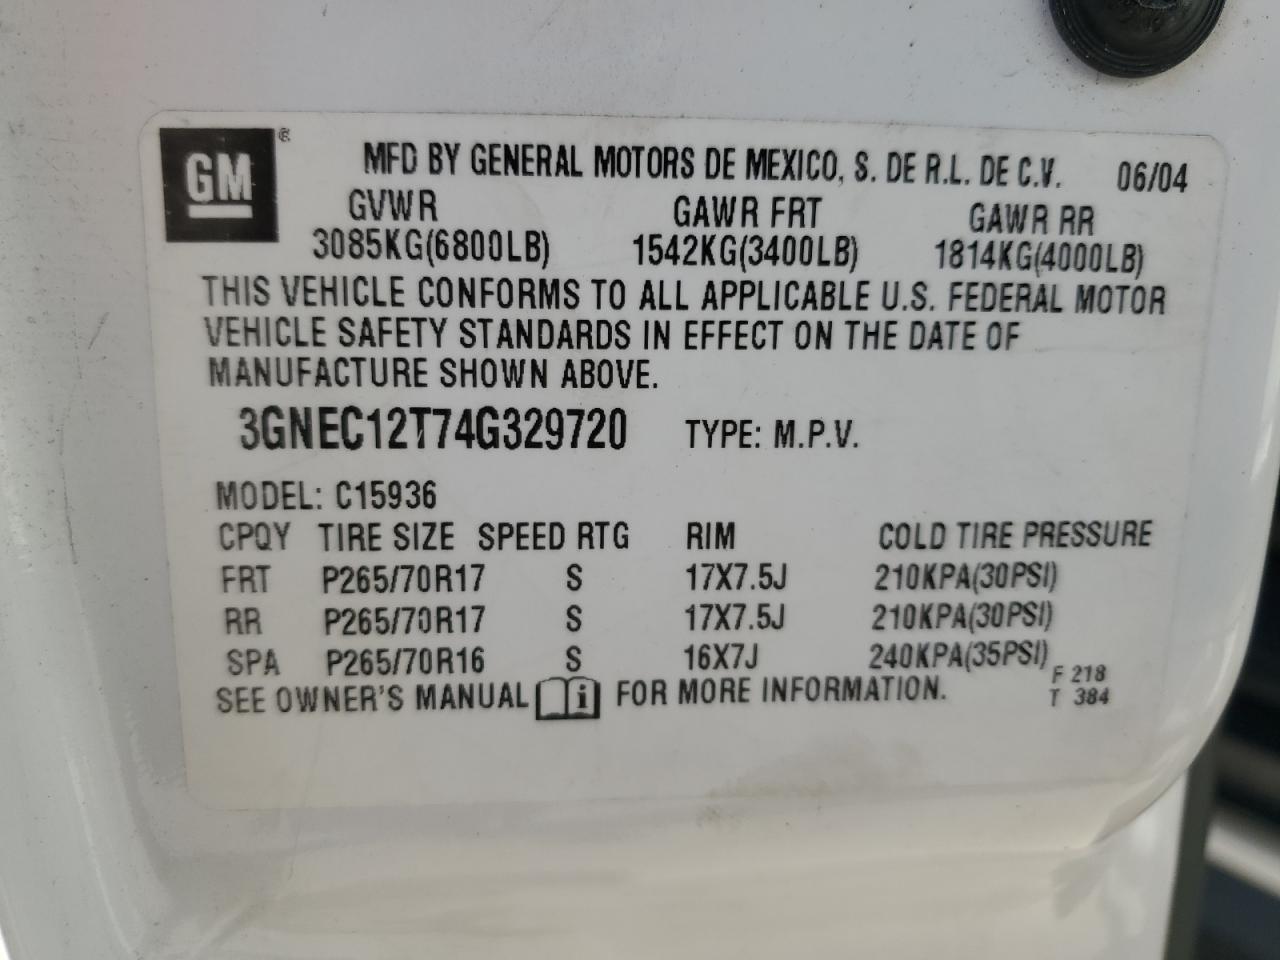 GM ®
MFD BY GENERAL MOTORS DE MEXICO, S. DE R.L. DE C.V. 06/04
GVWR GAWR FRT GAWR RR
3085KG(6800LB) 1542KG(3400LB) 1814KG(4000LB)
THIS VEHICLE CONFORMS TO ALL APPLICABLE U.S. FEDERAL MOTOR
VEHICLE SAFETY STANDARDS IN EFFECT ON THE DATE OF
MANUFACTURE SHOWN ABOVE.
3GNEC12T74G329720 TYPE: M.P.V.
MODEL: C15936
CPQY TIRE SIZE SPEED RTG RIM COLD TIRE PRESSURE
FRT P265/70R17 S 17X7.5J 210KPA(30PSI)
RR P265/70R17 S 17X7.5J 210KPA(30PSI)
SPA P265/70R16 S 16X7J 240KPA(35PSI)
F 218
SEE OWNER'S MANUAL i FOR MORE INFORMATION. T 384